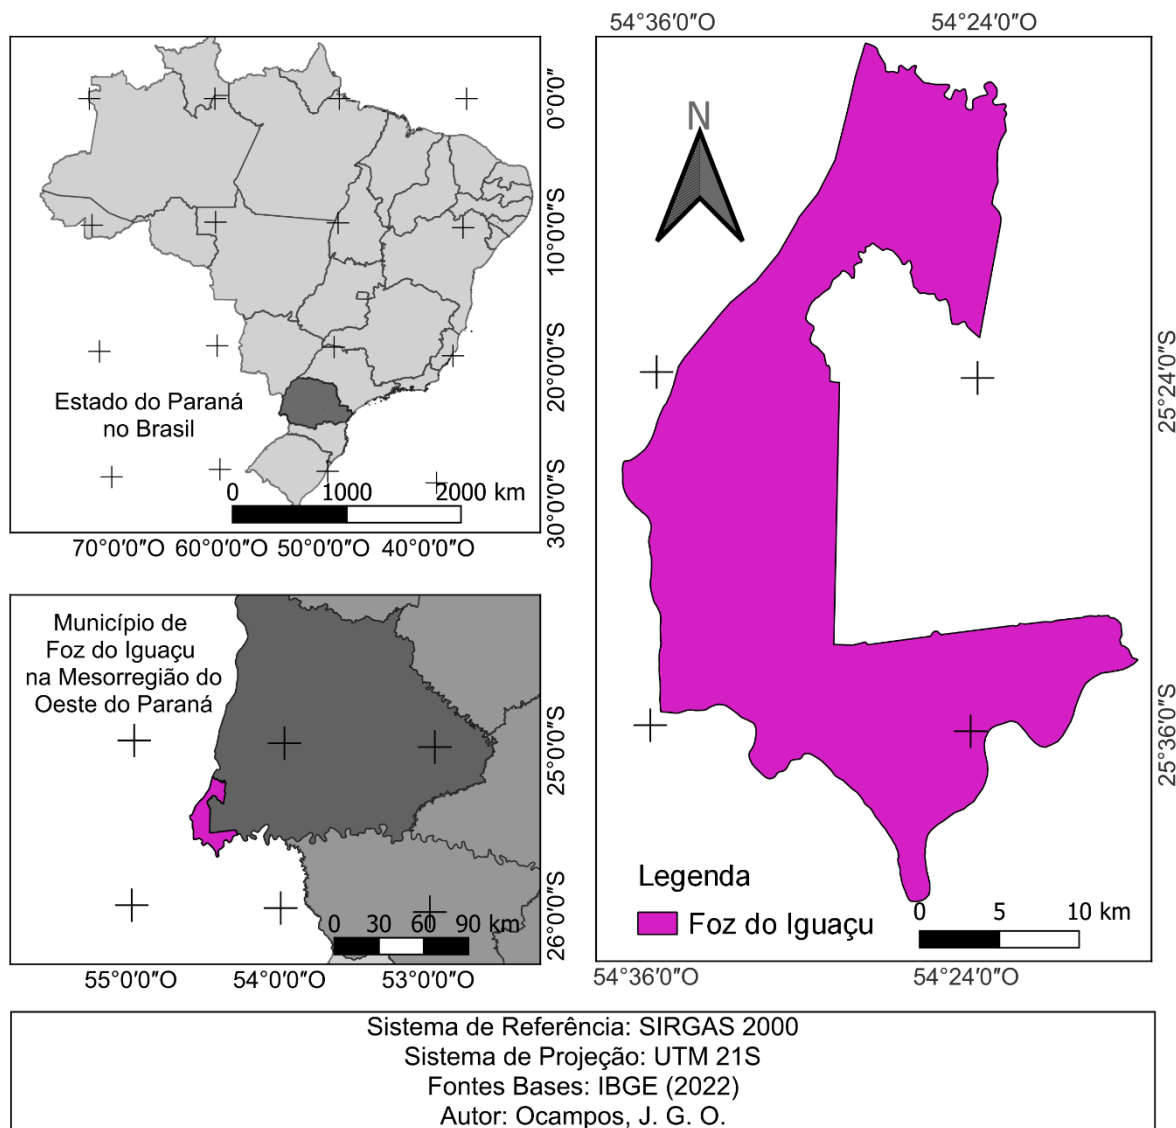 54°36′0″O 54°24′0″O
0°0′0″
10°0′0″S
20°0′0″S
30°0′0″S
Estado do Paraná
no Brasil
0 1000 2000 km
70°0′0″O 60°0′0″O 50°0′0″O 40°0′0″O
Município de
Foz do Iguaçu
na Mesorregião do
Oeste do Paraná
25°0′0″S
26°0′0″S
0 30 60 90 km
55°0′0″O 54°0′0″O 53°0′0″O
N
25°24′0″S
25°36′0″S
Legenda
Foz do Iguaçu
0 5 10 km
54°36′0″O 54°24′0″O
Sistema de Referência: SIRGAS 2000
Sistema de Projeção: UTM 21S
Fontes Bases: IBGE (2022)
Autor: Ocampos, J. G. O.